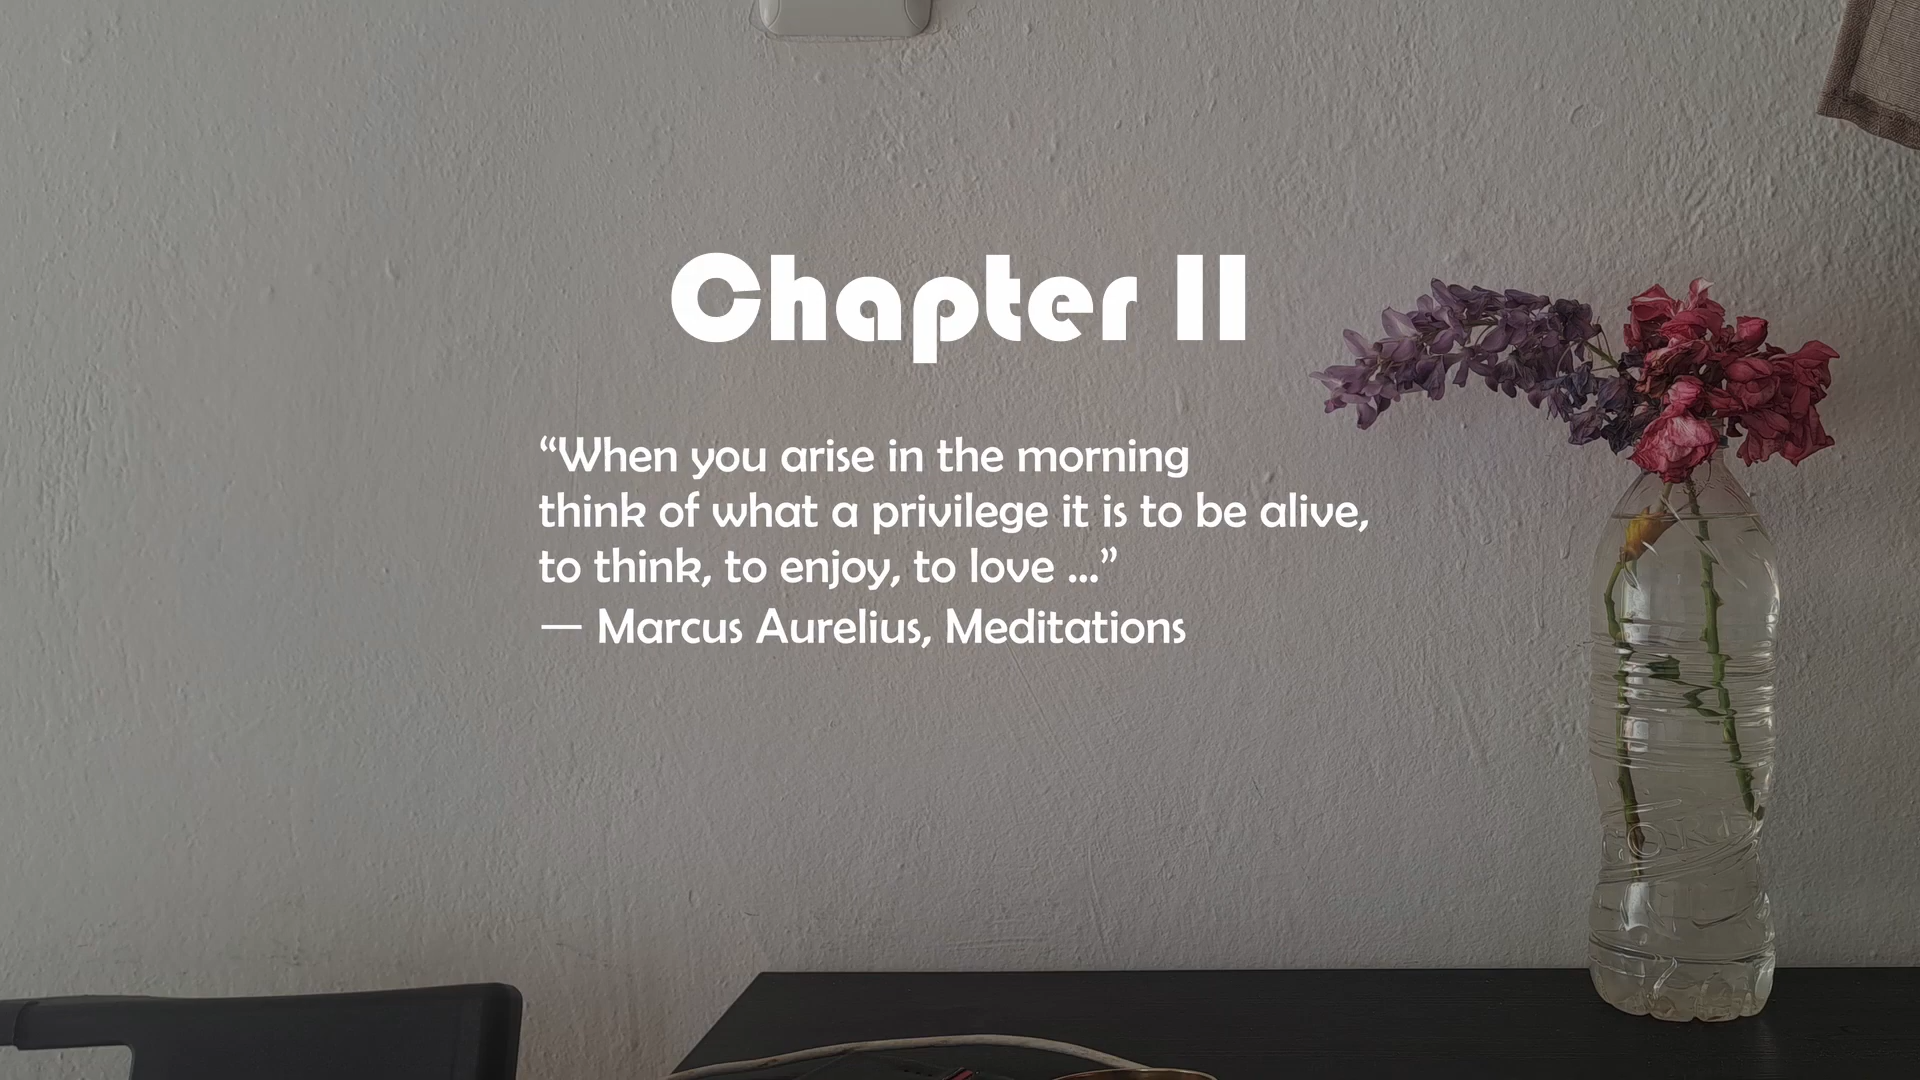 Chapter II
“When you arise in the morning
think of what a privilege it is to be alive,
to think, to enjoy, to love ...”
— Marcus Aurelius, Meditations